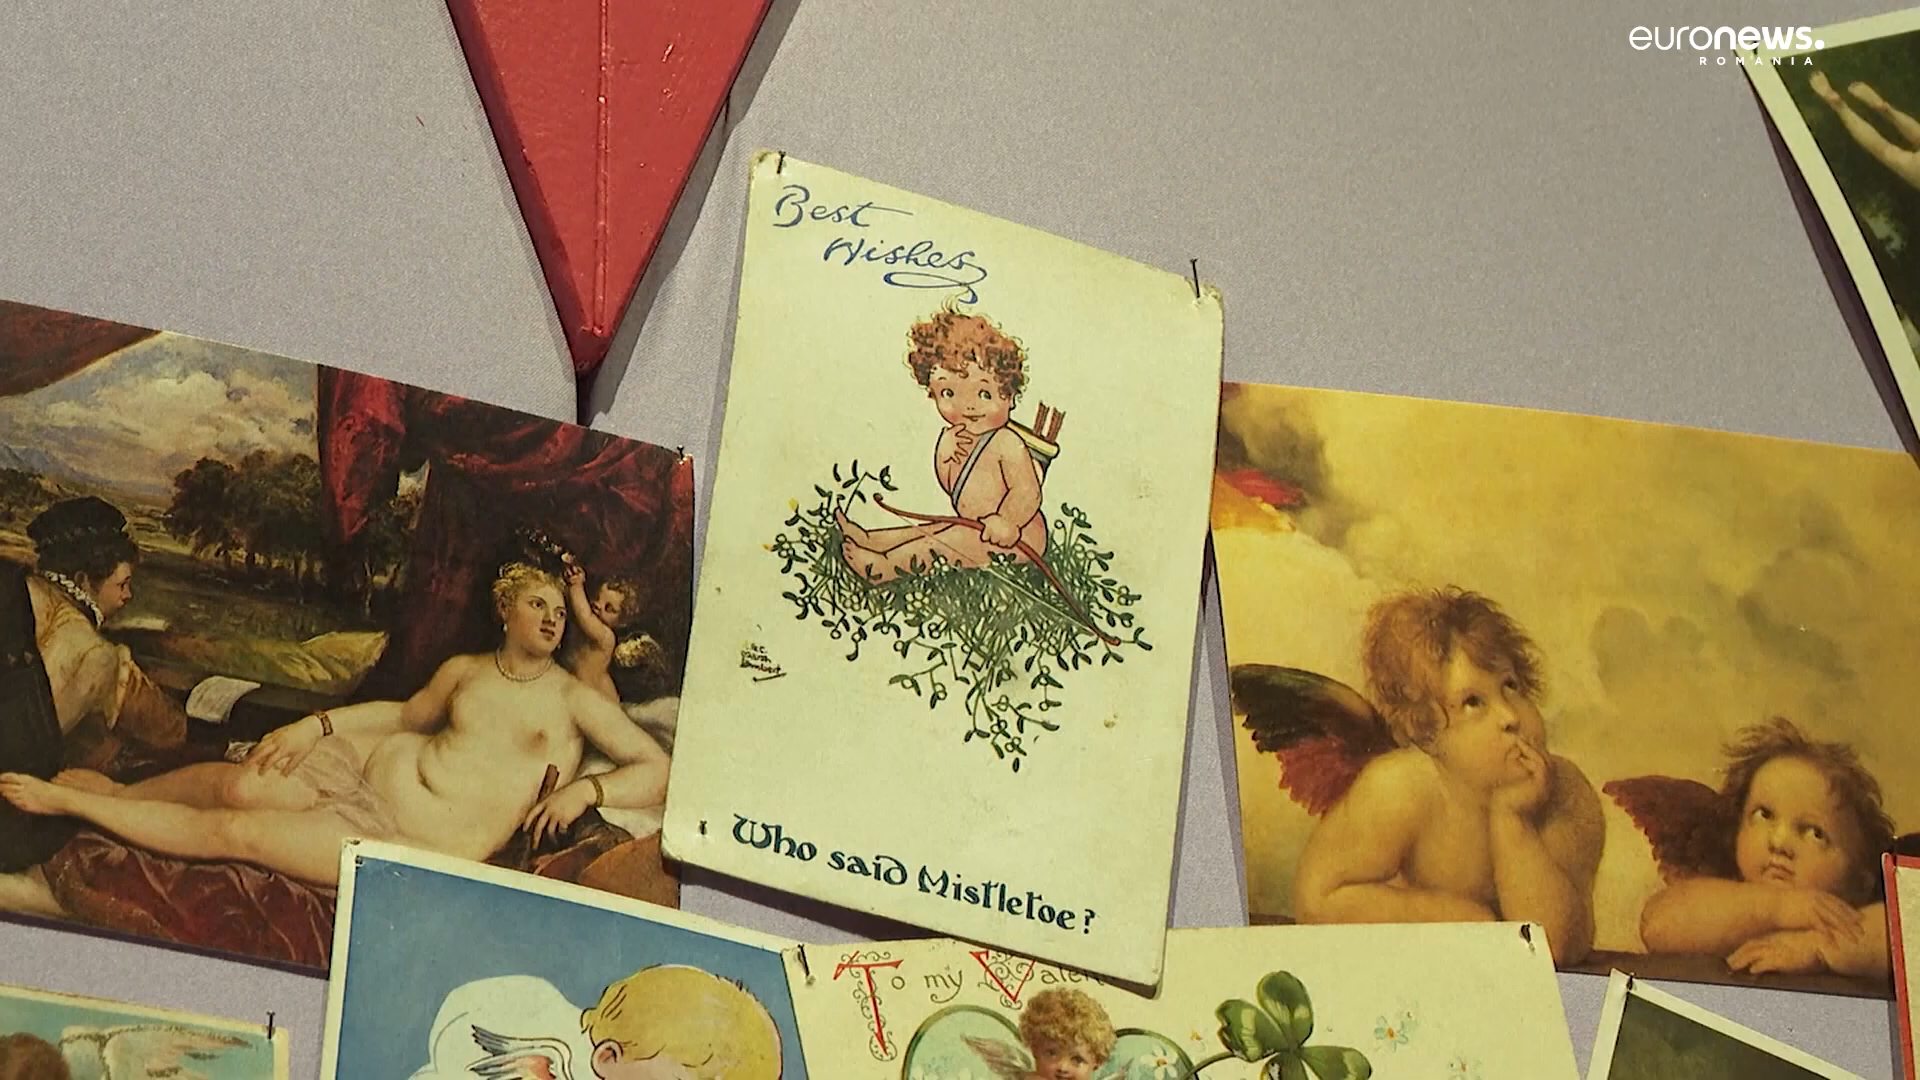 euronews.
ROMANIA
Best
Wishes
Who said Mistletoe?
To my Valen